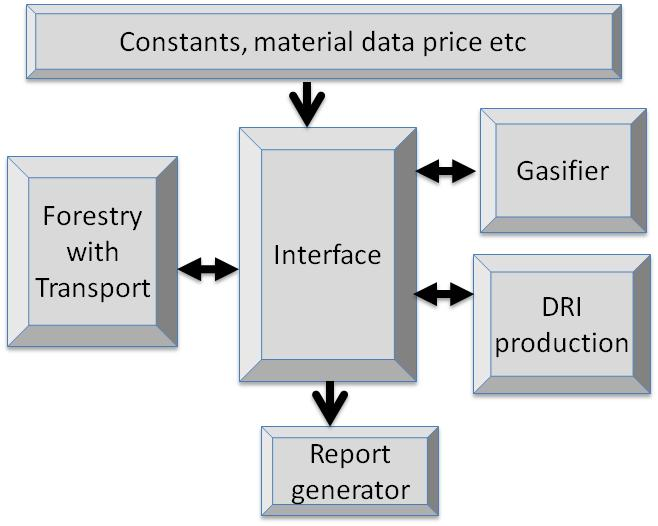 Constants, material data price etc
Gasifier
Forestry
with
Transport
Interface
DRI
production
Report
generator